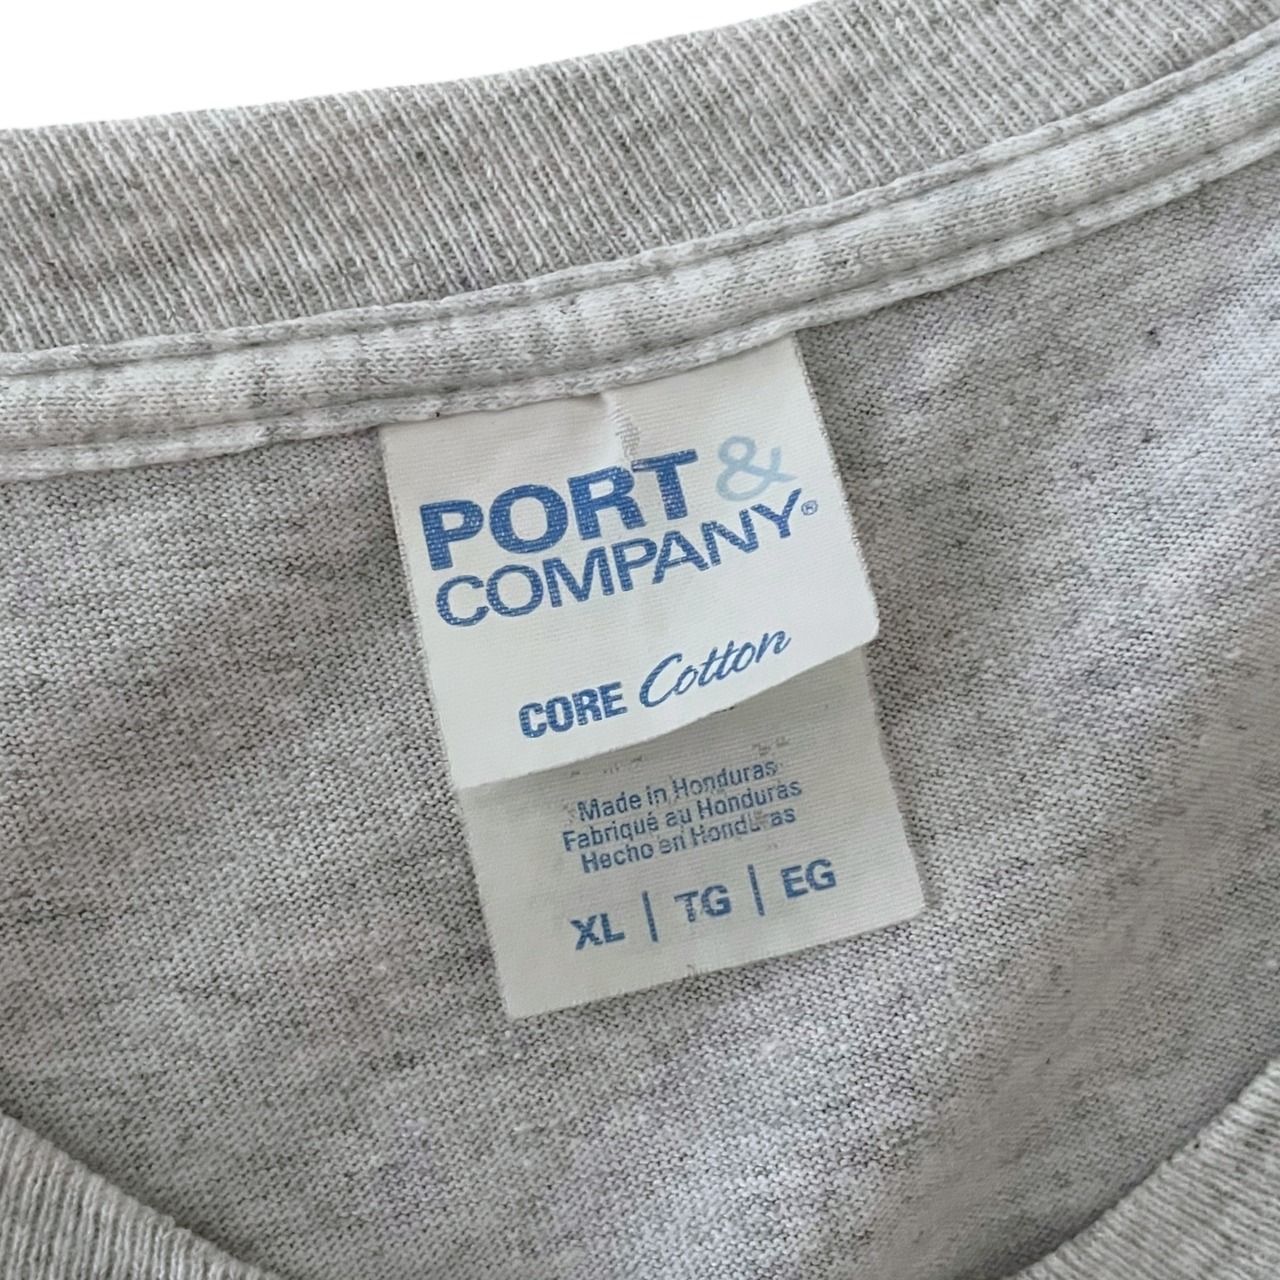 PORT &
COMPANY®
CORE Cotton
Made in Honduras
Fabriqué au Honduras
Hecho en Honduras
XL | TG | EG